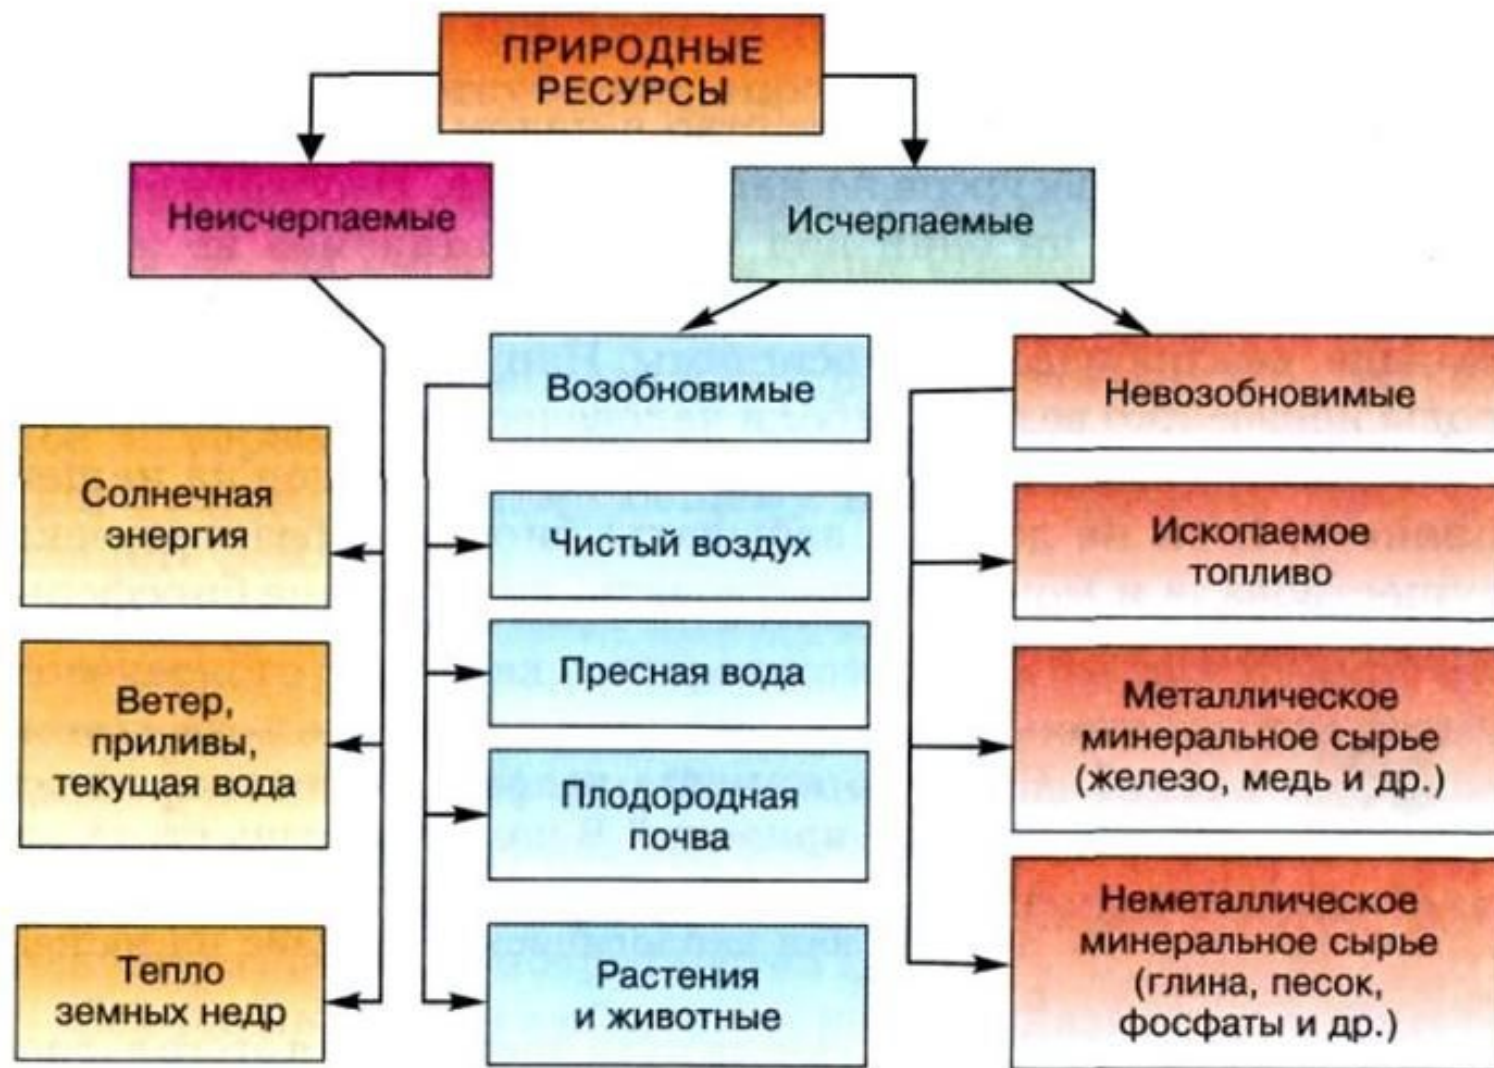 ПРИРОДНЫЕ
РЕСУРСЫ
Неисчерпаемые
Исчерпаемые
Возобновимые
Невозобновимые
Солнечная
энергия
Ветер,
приливы,
текущая вода
Тепло
земных недр
Чистый воздух
Пресная вода
Плодородная
почва
Растения
и животные
Ископаемое
топливо
Металлическое
минеральное сырье
(железо, медь и др.)
Неметаллическое
минеральное сырье
(глина, песок,
фосфаты и др.)